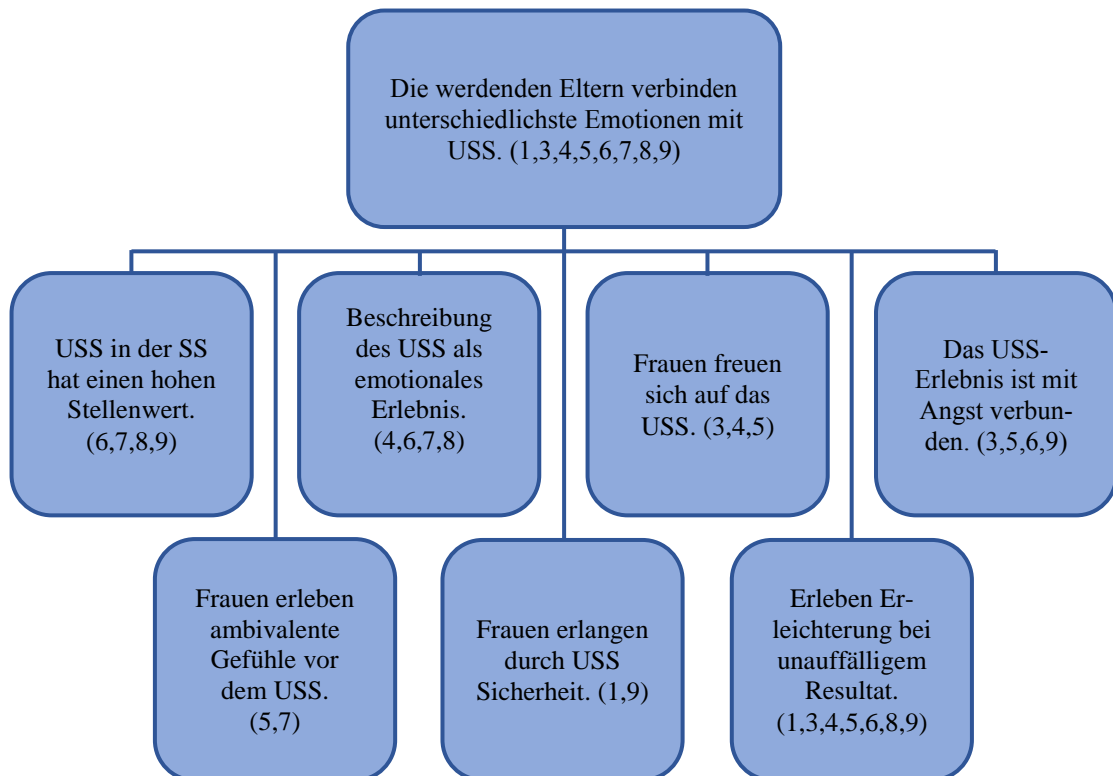 Die werdenden Eltern verbinden
unterschiedlichste Emotionen mit
USS. (1,3,4,5,6,7,8,9)
USS in der SS
hat einen hohen
Stellenwert.
(6,7,8,9)
Beschreibung
des USS als
emotionales
Erlebnis.
(4,6,7,8)
Frauen freuen
sich auf das
USS. (3,4,5)
Das USS-
Erlebnis ist mit
Angst verbun-
den. (3,5,6,9)
Frauen erleben
ambivalente
Gefühle vor
dem USS.
(5,7)
Frauen erlangen
durch USS
Sicherheit. (1,9)
Erleben Er-
leichterung bei
unauffälligem
Resultat.
(1,3,4,5,6,8,9)